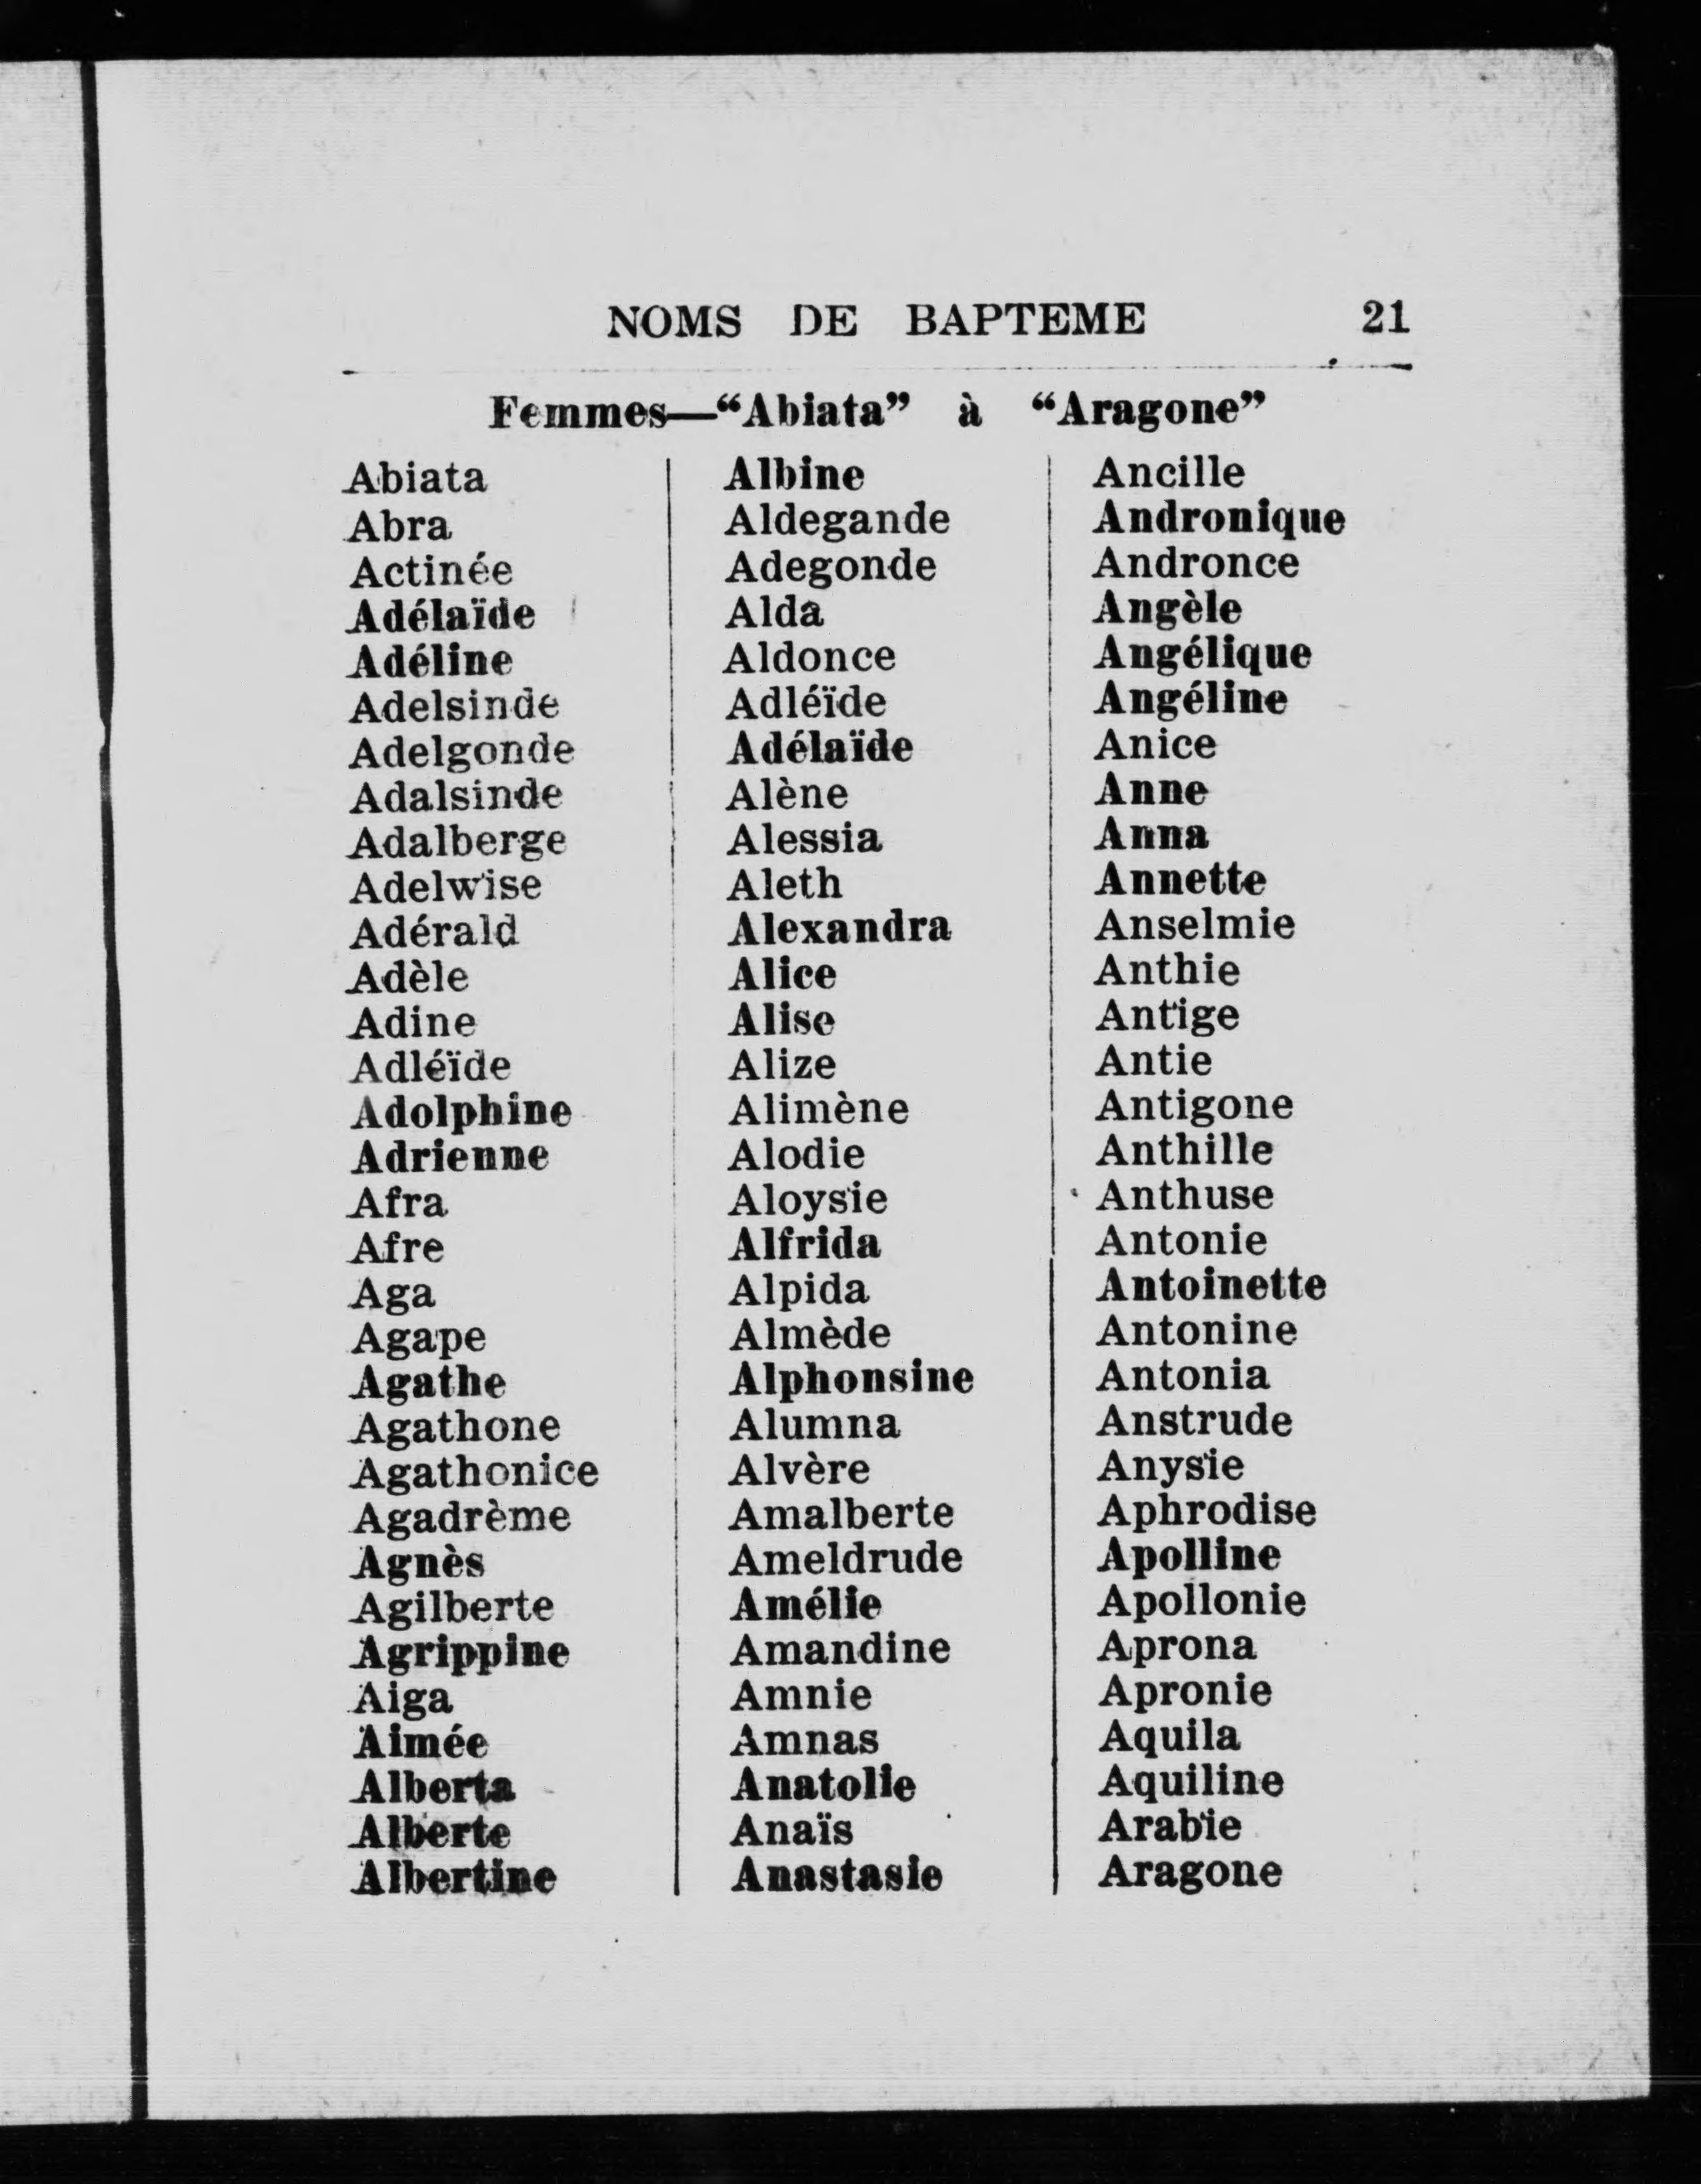 NOMS DE BAPTEME 21
Femmes—“Abiata” à “Aragone”
Abiata
Abra
Actinée
Adélaïde
Adéline
Adelsinde
Adelgonde
Adalsinde
Adalberge
Adelwise
Adérald
Adèle
Adine
Adléïde
Adolphine
Adrienne
Afra
Afre
Aga
Agape
Agathe
Agathone
Agathonice
Agadrème
Agnès
Agilberte
Agrippine
Aiga
Aimée
Alberta
Alberte
Albertine
Albine
Aldegande
Adegonde
Alda
Aldonce
Adléïde
Adélaïde
Alène
Alessia
Aleth
Alexandra
Alice
Alise
Alize
Alimène
Alodie
Aloysie
Alfrida
Alpida
Almède
Alphonsine
Alumna
Alvère
Amalberte
Ameldrude
Amélie
Amandine
Amnie
Amnas
Anatolie
Anaïs
Anastasie
Ancille
Andronique
Andronce
Angèle
Angélique
Angéline
Anice
Anne
Anna
Annette
Anselmie
Anthie
Antige
Antie
Antigone
Anthille
Anthuse
Antonie
Antoinette
Antonine
Antonia
Anstrude
Anysie
Aphrodise
Apolline
Apollonie
Aprona
Apronie
Aquila
Aquiline
Arabie
Aragone